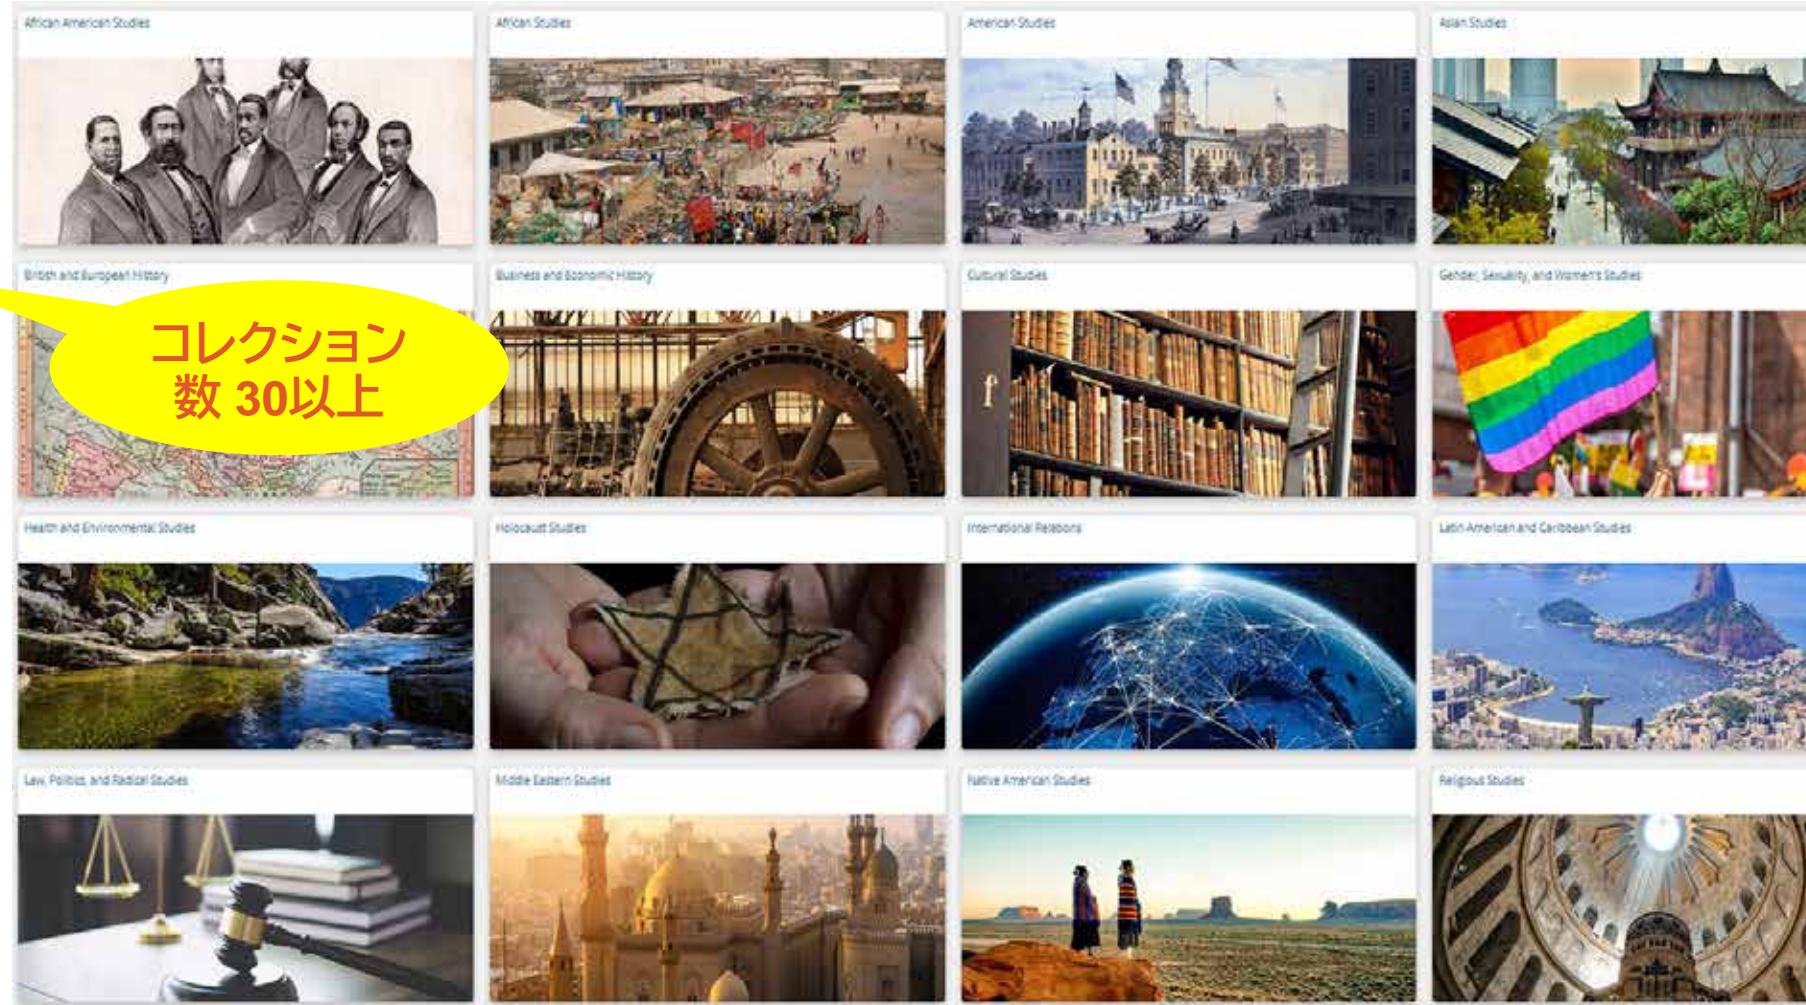 African American Studies
African Studies
American Studies
Asian Studies
British and European History
Business and Economic History
Cultural Studies
Gender, Sexuality, and Women's Studies
コレクション
数 30以上
f
Health and Environmental Studies
Holocaust Studies
International Relations
Latin American and Caribbean Studies
Law, Politics, and Radical Studies
Middle Eastern Studies
Native American Studies
Religious Studies